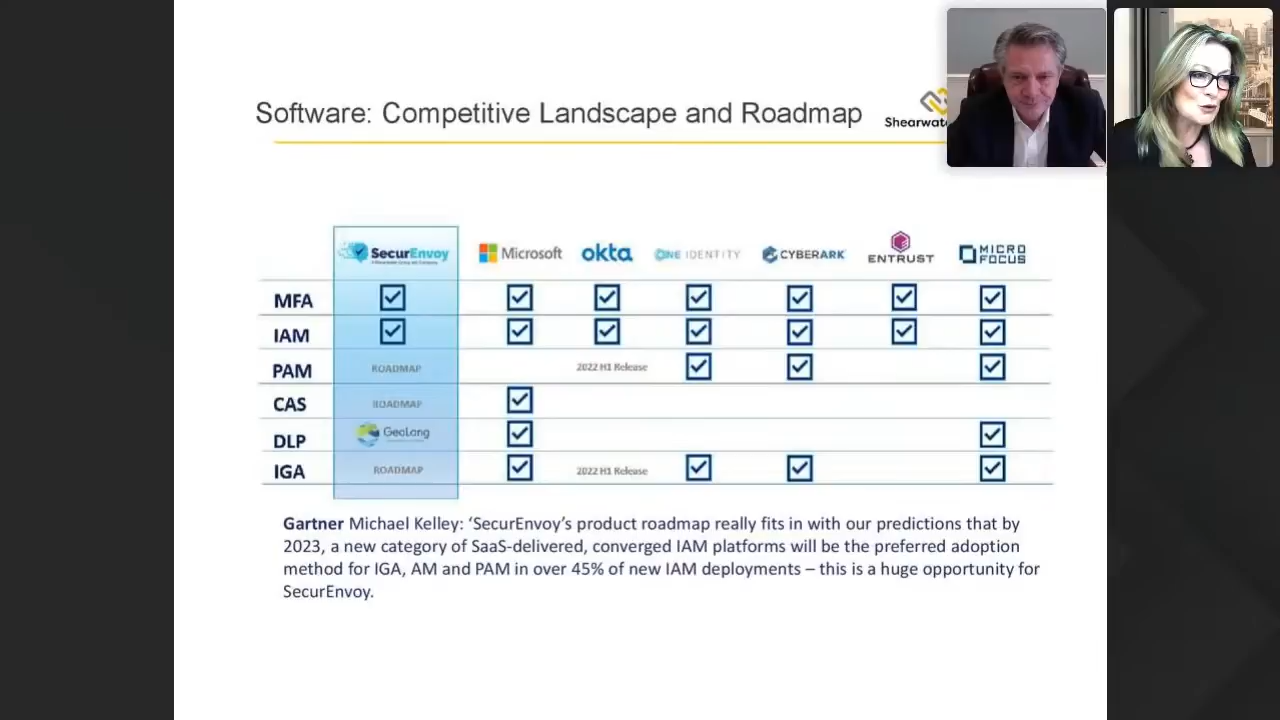 Software: Competitive Landscape and Roadmap
SecurEnvoy Microsoft okta ONE IDENTITY CYBERARK ENTRUST MICRO FOCUS
MFA
IAM
PAM ROADMAP 2022 H1 Release
CAS ROADMAP
DLP GeoLang
IGA ROADMAP 2022 H1 Release
Gartner Michael Kelley: ‘SecurEnvoy’s product roadmap really fits in with our predictions that by
2023, a new category of SaaS-delivered, converged IAM platforms will be the preferred adoption
method for IGA, AM and PAM in over 45% of new IAM deployments – this is a huge opportunity for
SecurEnvoy.